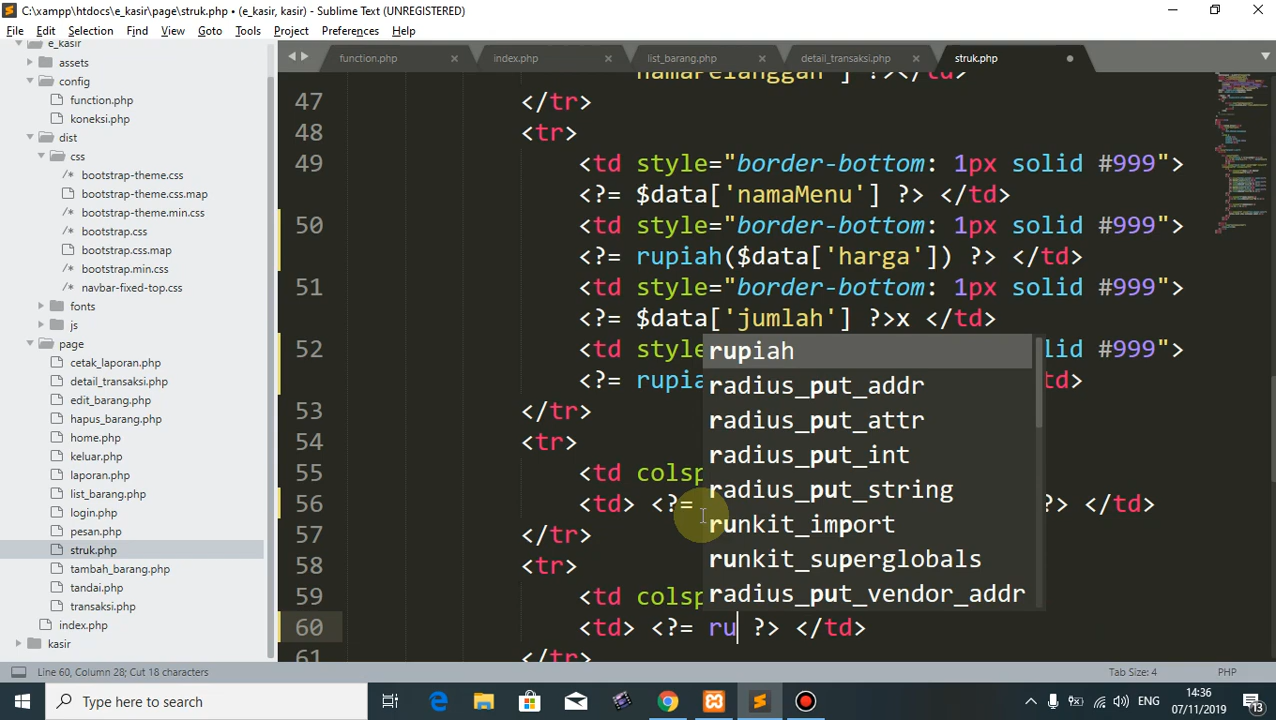 C:\xampp\htdocs\e_kasir\page\struk.php • (e_kasir, kasir) - Sublime Text (UNREGISTERED)
File Edit Selection Find View Goto Tools Project Preferences Help
function.php index.php list_barang.php detail_transaksi.php struk.php
e_kasir
assets
config
function.php
koneksi.php
dist
css
bootstrap-theme.css
bootstrap-theme.css.map
bootstrap-theme.min.css
bootstrap.css
bootstrap.css.map
bootstrap.min.css
navbar-fixed-top.css
fonts
js
page
cetak_laporan.php
detail_transaksi.php
edit_barang.php
hapus_barang.php
home.php
keluar.php
laporan.php
list_barang.php
login.php
pesan.php
struk.php
tambah_barang.php
tandai.php
transaksi.php
index.php
kasir
namaPelanggan'] ?></td>
47 </tr>
48 <tr>
49 <td style="border-bottom: 1px solid #999">
<?= $data['namaMenu'] ?> </td>
50 <td style="border-bottom: 1px solid #999">
<?= rupiah($data['harga']) ?> </td>
51 <td style="border-bottom: 1px solid #999">
<?= $data['jumlah'] ?>x </td>
52 <td sty lid #999">
<?= rupia td>
53 </tr>
54 <tr>
55 <td colsp
56 <td> <?= ?> </td>
57 </tr>
58 <tr>
59 <td colsp
60 <td> <?= ru ?> </td>
61 </tr>
rupiah
radius_put_addr
radius_put_attr
radius_put_int
radius_put_string
runkit_import
runkit_superglobals
radius_put_vendor_addr
Line 60, Column 28; Cut 18 characters Tab Size: 4 PHP
Type here to search
ENG
14:36
07/11/2019
13